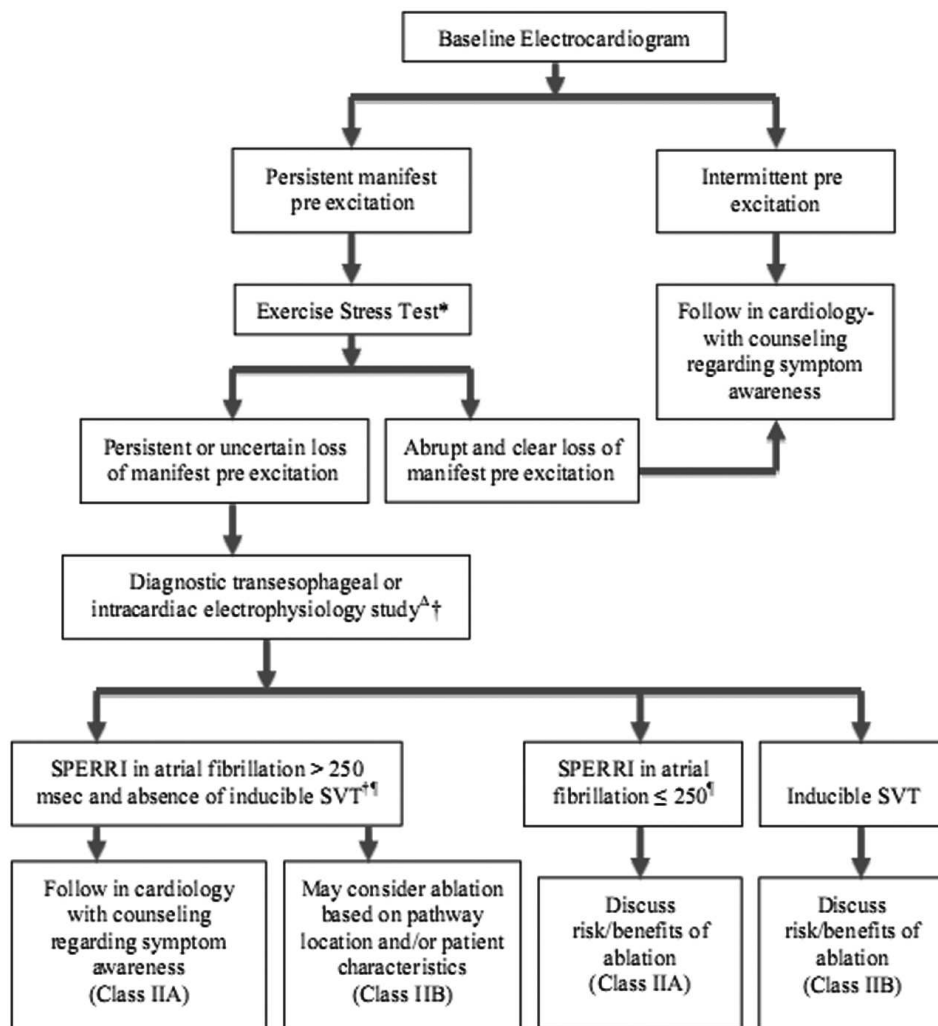 Baseline Electrocardiogram
Persistent manifest
pre excitation
Intermittent pre
excitation
Exercise Stress Test*
Follow in cardiology-
with counseling
regarding symptom
awareness
Persistent or uncertain loss
of manifest pre excitation
Abrupt and clear loss of
manifest pre excitation
Diagnostic transesophageal or
intracardiac electrophysiology study^Δ†
SPERRI in atrial fibrillation > 250
msec and absence of inducible SVT†¶
SPERRI in atrial
fibrillation ≤ 250¶
Inducible SVT
Follow in cardiology
with counseling
regarding symptom
awareness
(Class IIA)
May consider ablation
based on pathway
location and/or patient
characteristics
(Class IIB)
Discuss
risk/benefits of
ablation
(Class IIA)
Discuss
risk/benefits of
ablation
(Class IIB)